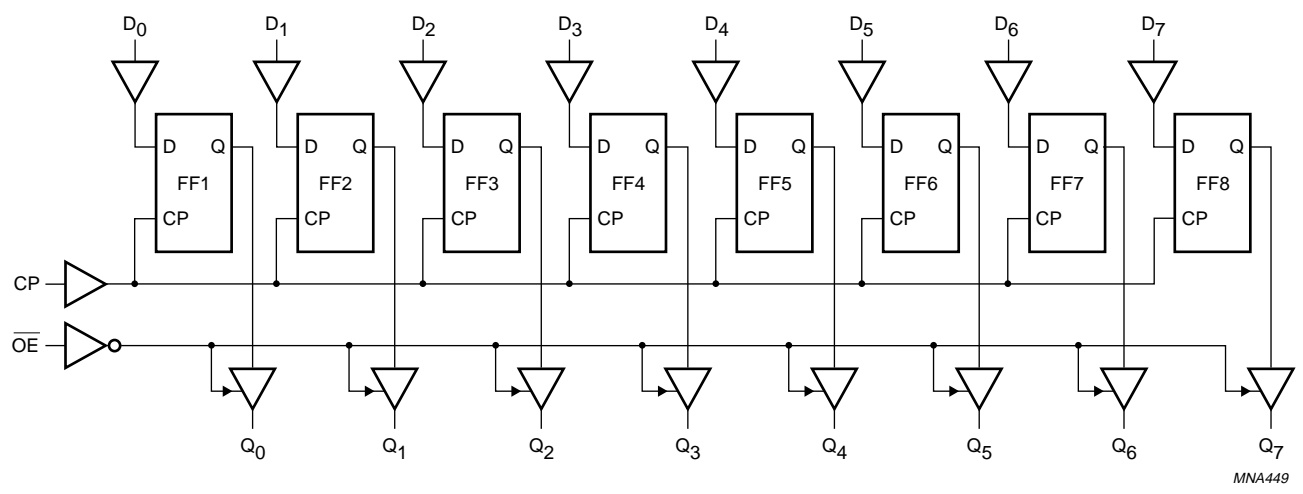 D0 D1 D2 D3 D4 D5 D6 D7
D Q D Q D Q D Q D Q D Q D Q D Q
FF1 FF2 FF3 FF4 FF5 FF6 FF7 FF8
CP CP CP CP CP CP CP CP
CP
O̅E̅
Q0 Q1 Q2 Q3 Q4 Q5 Q6 Q7
MNA449